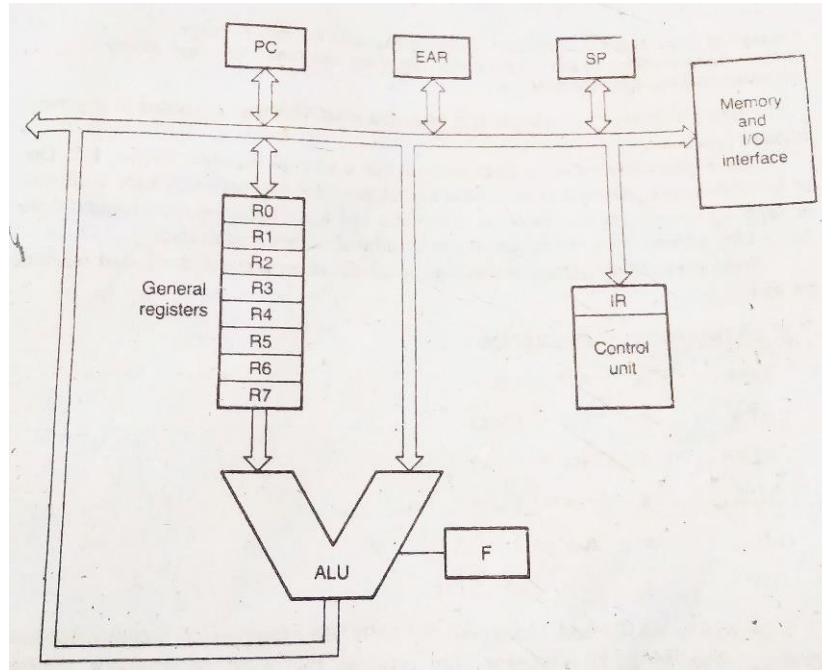 PC
EAR
SP
Memory
and
I/O
interface
R0
R1
R2
R3
R4
R5
R6
R7
General
registers
IR
Control
unit
ALU
F